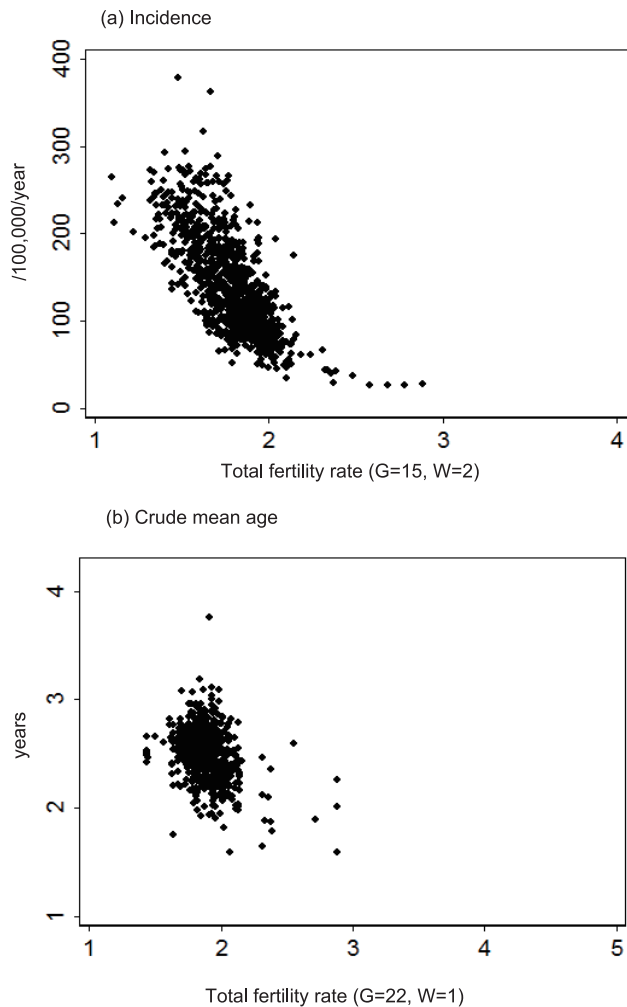 (a) Incidence
400
300
200
100
0
/100,000/year
1 2 3 4
Total fertility rate (G=15, W=2)
(b) Crude mean age
4
3
2
1
years
1 2 3 4 5
Total fertility rate (G=22, W=1)